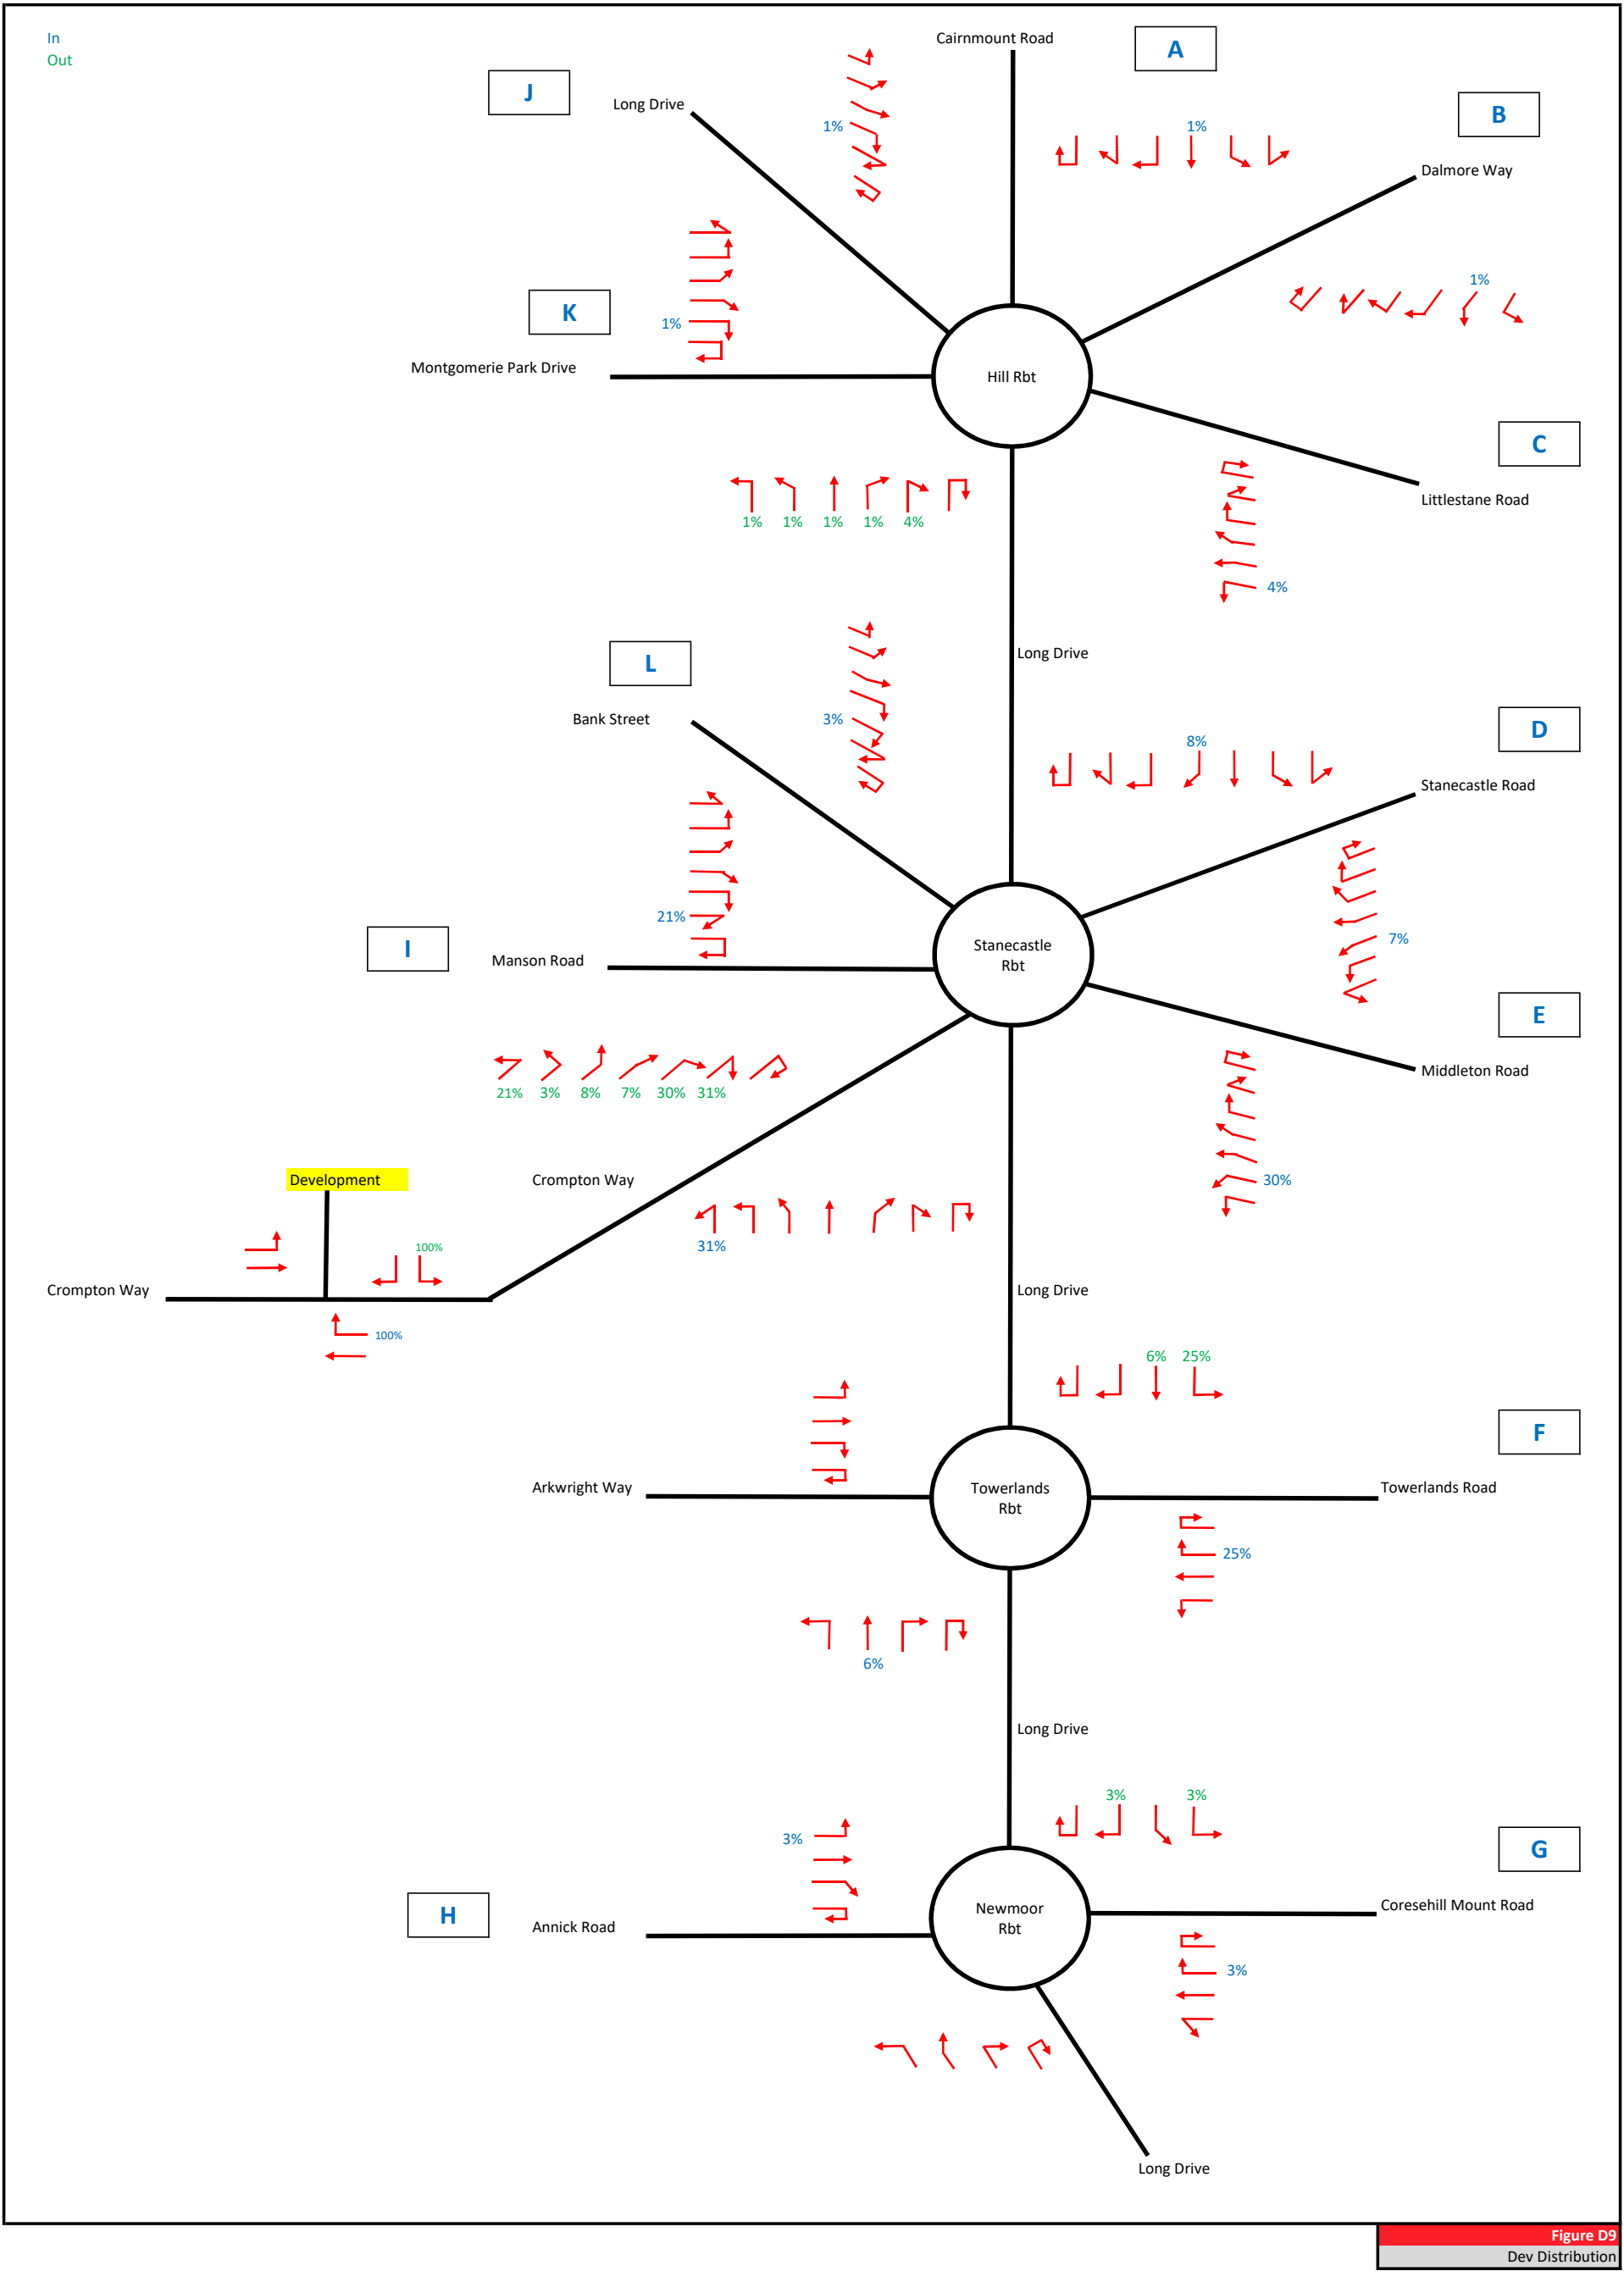 In
Out
Cairnmount Road
A
J
Long Drive
B
1%
1%
Dalmore Way
1%
K
1%
Montgomerie Park Drive
Hill Rbt
C
Littlestane Road
1%
1%
1%
1%
4%
4%
L
Long Drive
Bank Street
3%
D
8%
Stanecastle Road
21%
7%
I
Manson Road
Stanecastle
Rbt
E
Middleton Road
21%
3%
8%
7%
30%
31%
Development
Crompton Way
30%
31%
100%
Crompton Way
Long Drive
100%
6%
25%
F
Arkwright Way
Towerlands
Rbt
Towerlands Road
25%
6%
Long Drive
3%
3%
3%
G
H
Annick Road
Newmoor
Rbt
Coresehill Mount Road
3%
Long Drive
Figure D9
Dev Distribution